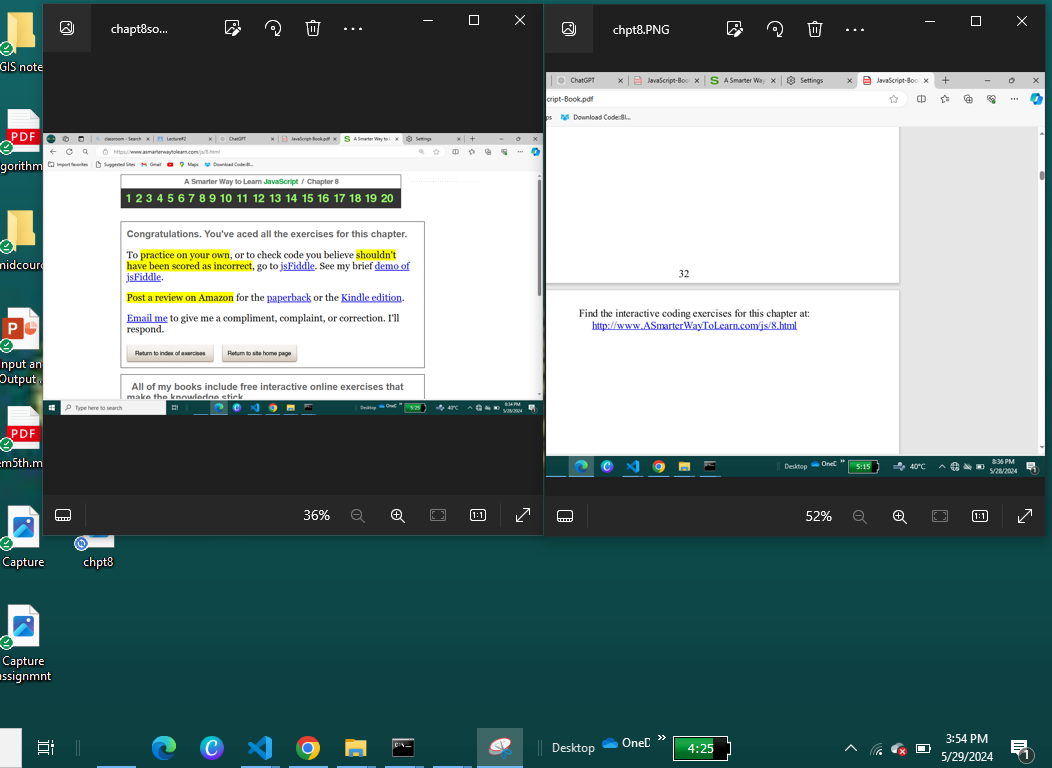 GIS note
PDF
gorithm
midcour
P
nput an
Output...
PDF
em5th.m
Capture
chpt8
Capture
assignmnt
chapt8so...
classroom - Search
Lecture#2
ChatGPT
JavaScript-Book.pdf
A Smarter Way to L
Settings
https://www.asmarterwaytolearn.com/js/8.html
Import favorites
Suggested Sites
Gmail
Maps
Download Code:Bl...
A Smarter Way to Learn JavaScript / Chapter 8
1 2 3 4 5 6 7 8 9 10 11 12 13 14 15 16 17 18 19 20
Congratulations. You've aced all the exercises for this chapter.
To practice on your own, or to check code you believe shouldn't
have been scored as incorrect, go to jsFiddle. See my brief demo of
jsFiddle.
Post a review on Amazon for the paperback or the Kindle edition.
Email me to give me a compliment, complaint, or correction. I'll
respond.
Return to index of exercises
Return to site home page
All of my books include free interactive online exercises that
make the knowledge stick.
Type here to search
Desktop
OneD
5:25
40°C
8:34 PM
5/28/2024
36%
1:1
chpt8.PNG
ChatGPT
JavaScript-Boo
A Smarter Way
Settings
JavaScript-Boo
cript-Book.pdf
ps
Download Code:Bl...
32
Find the interactive coding exercises for this chapter at:
http://www.ASmarterWayToLearn.com/js/8.html
Desktop
OneD
5:15
40°C
8:36 PM
5/28/2024
1
52%
1:1
Desktop
OneD
4:25
3:54 PM
5/29/2024
1